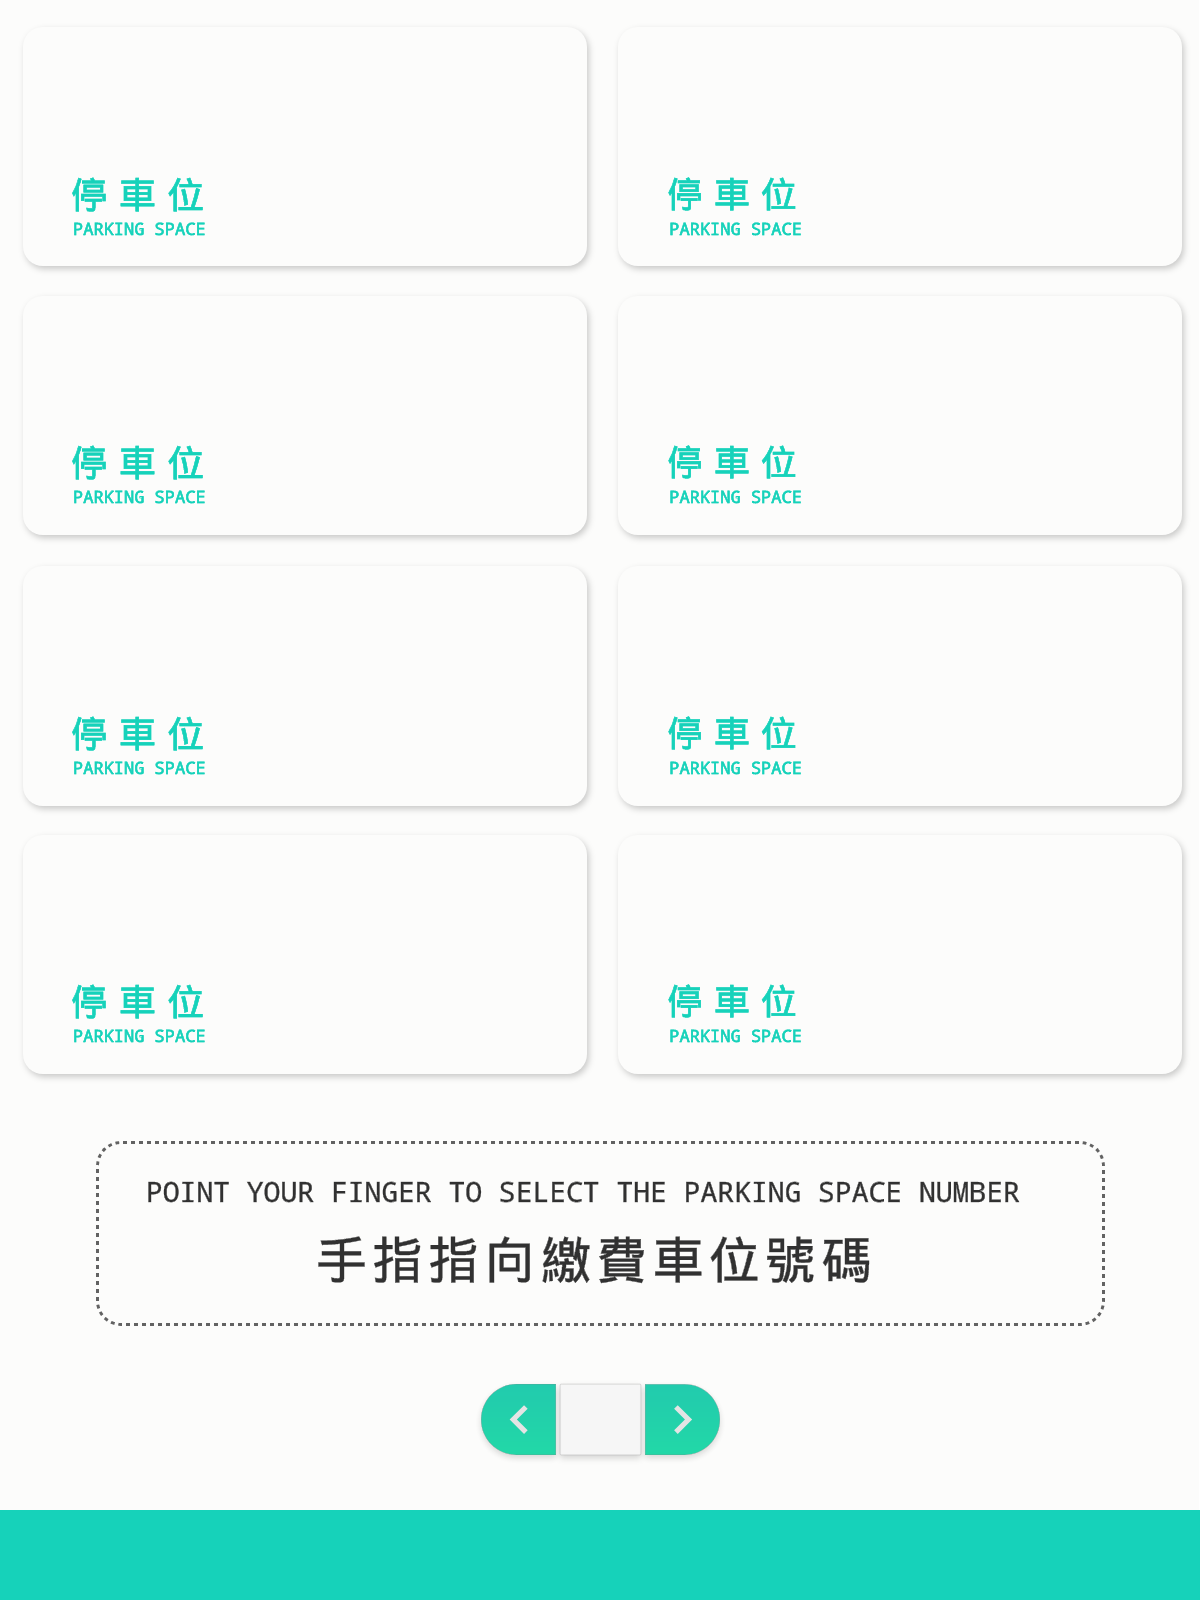 停車位
PARKING SPACE
停車位
PARKING SPACE
停車位
PARKING SPACE
停車位
PARKING SPACE
停車位
PARKING SPACE
停車位
PARKING SPACE
停車位
PARKING SPACE
停車位
PARKING SPACE
POINT YOUR FINGER TO SELECT THE PARKING SPACE NUMBER
手指指向繳費車位號碼